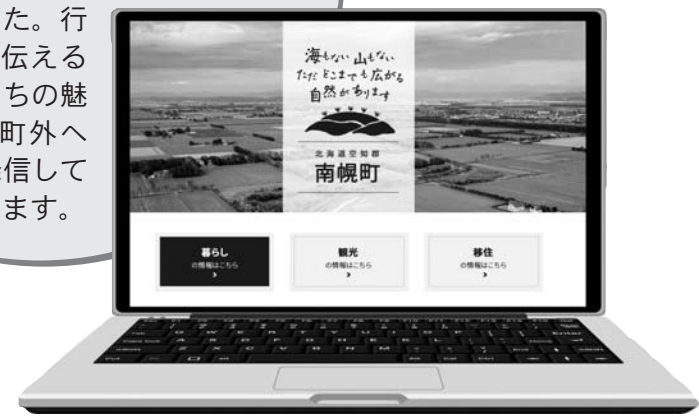 た。行
伝える
ちの魅
町外へ
信して
ます。
海もない 山もない
ただ どこまでも広がる
自然があります
北海道空知郡
南幌町
暮らし
の情報はこちら
観光
の情報はこちら
移住
の情報はこちら